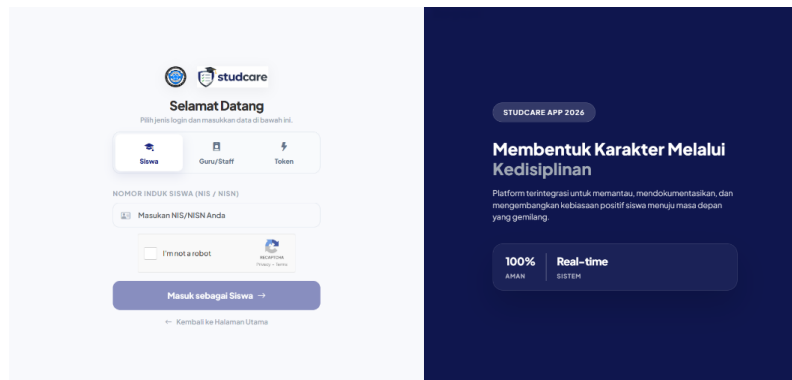 studcare
Selamat Datang
Pilih jenis login dan masukkan data di bawah ini.
Siswa
Guru/Staff
Token
NOMOR INDUK SISWA (NIS / NISN)
Masukan NIS/NISN Anda
I'm not a robot
RECAPTCHA
Privacy - Terms
Masuk sebagai Siswa →
← Kembali ke Halaman Utama
STUDCARE APP 2026
Membentuk Karakter Melalui
Kedisiplinan
Platform terintegrasi untuk memantau, mendokumentasikan, dan
mengembangkan kebiasaan positif siswa menuju masa depan
yang gemilang.
100%
AMAN
Real-time
SISTEM